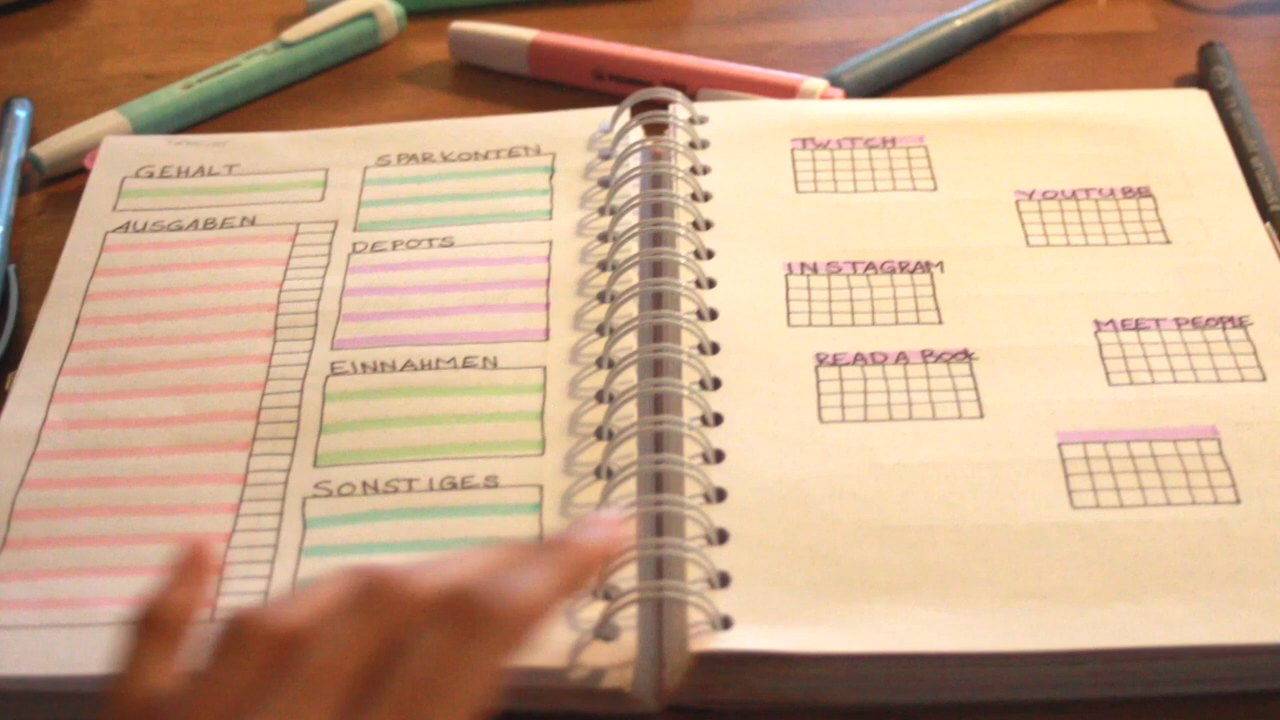 GEHALT
AUSGABEN
SPARKONTEN
DEPOTS
EINNAHMEN
SONSTIGES
TWITCH
YOUTUBE
INSTAGRAM
MEET PEOPLE
READ A BOOK